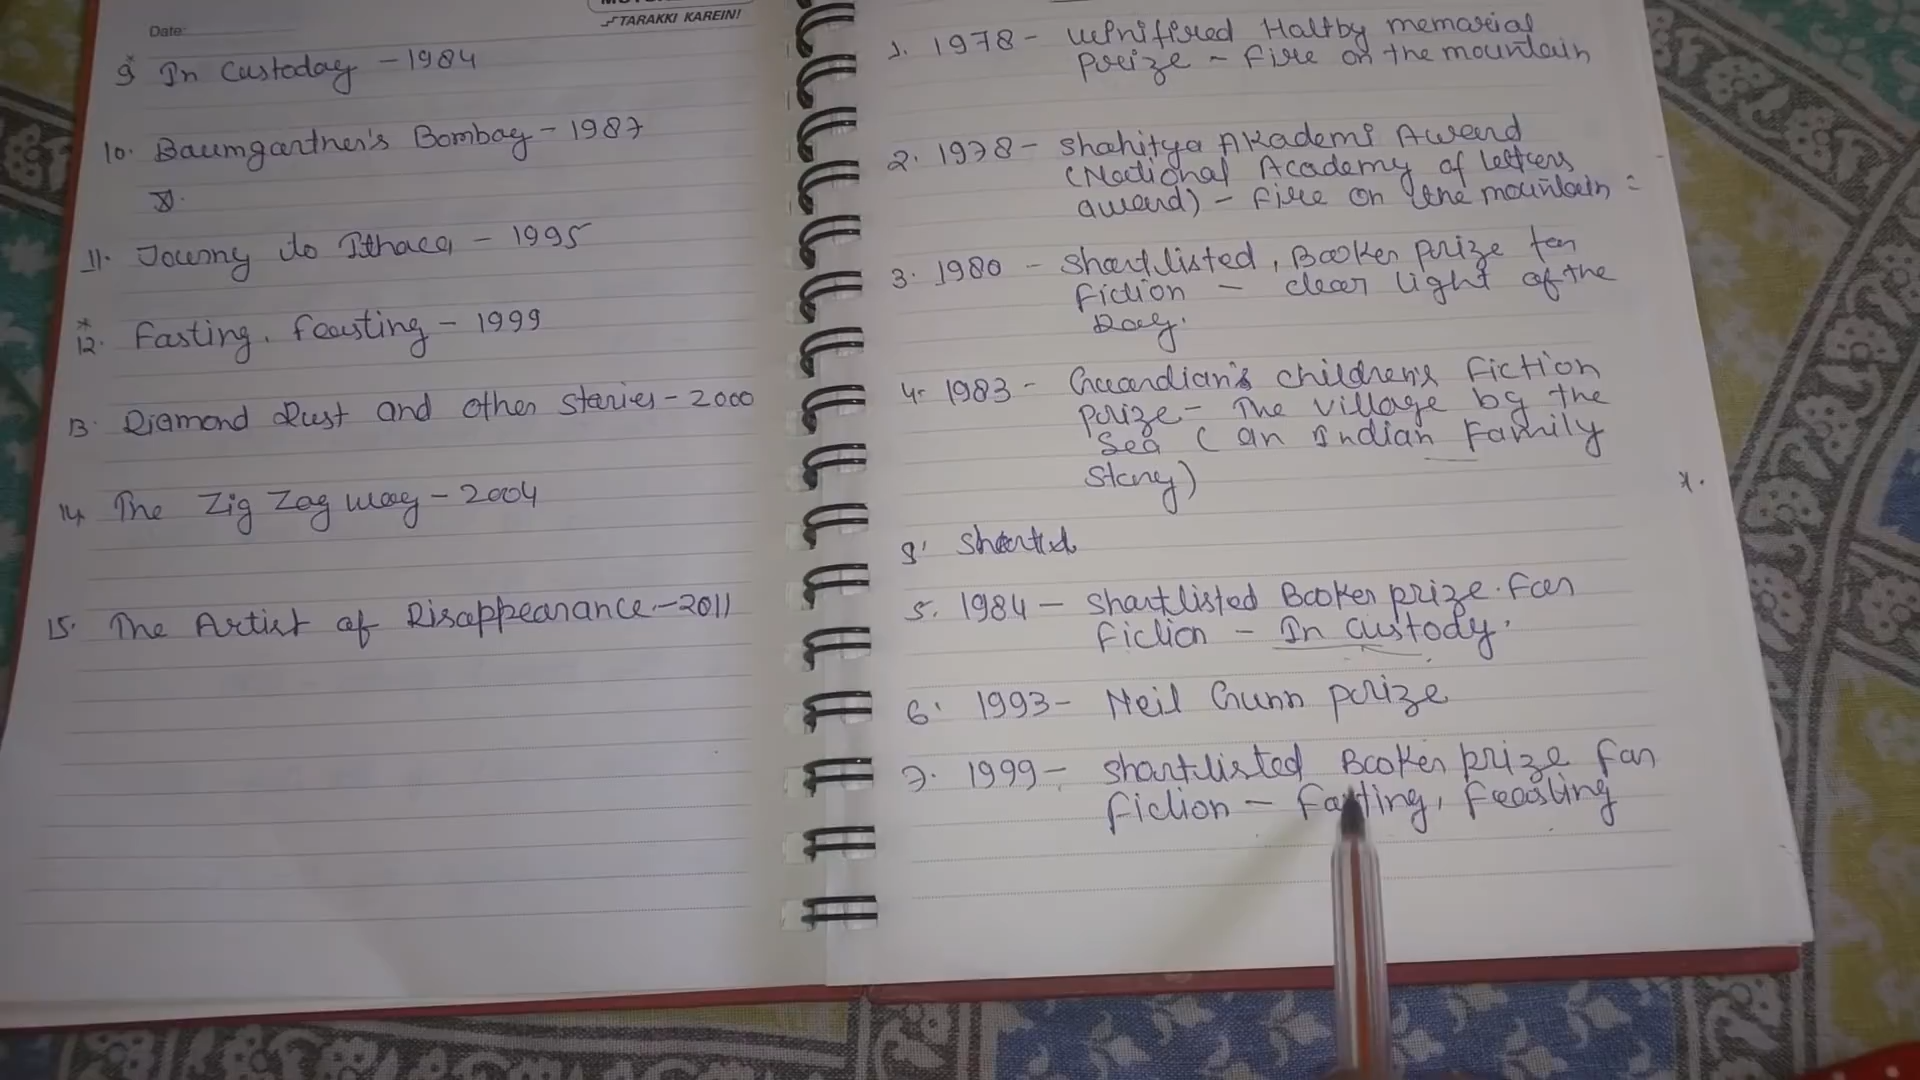 TARAKKI KAREIN!
Date:
9 In Custoday - 1984
10. Baumgartner's Bombay - 1987
11. Journy to Ithaca - 1995
12. Fasting, Feasting - 1999
13. Diamond Dust and other stories - 2000
14 The Zig Zag way - 2004
15. The Artist of Disappearance - 2011
1. 1978 - Winifired Haltby memorial
prize - Fire on the mountain
2. 1978 - Shahitya Akademi Award
(National Academy of letters
award) - Fire on the mountain
3. 1980 - Shortlisted, Booker prize for
Fiction - clear light of the
Day.
4. 1983 - Guardian's children's Fiction
prize - The village by the
Sea (an Indian Family
Story)
5. 1984 - Shortlisted Booker prize for
Fiction - In custody.
6. 1993 - Neil Gunn prize
7. 1999 - Shortlisted Booker prize for
Fiction - Fasting, Feasting